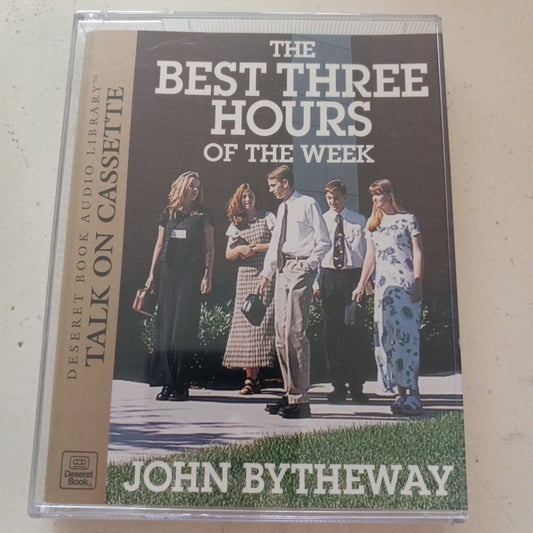 THE
BEST THREE
HOURS
OF THE WEEK
DESERET BOOK AUDIO LIBRARY™
TALK ON CASSETTE
Deseret
Book®
JOHN BYTHEWAY